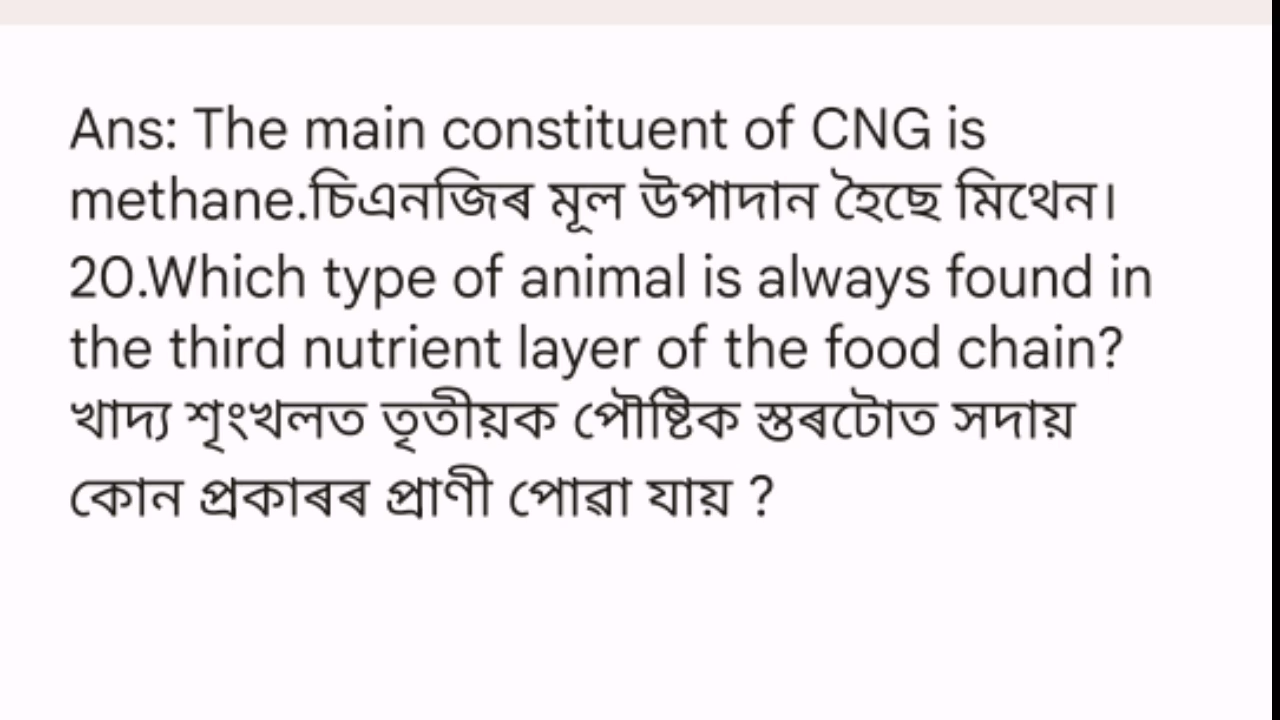 Ans: The main constituent of CNG is
methane.চিএনজিৰ মূল উপাদান হৈছে মিথেন।
20.Which type of animal is always found in
the third nutrient layer of the food chain?
খাদ্য শৃংখলত তৃতীয়ক পৌষ্টিক স্তৰটোত সদায়
কোন প্ৰকাৰৰ প্ৰাণী পোৱা যায় ?